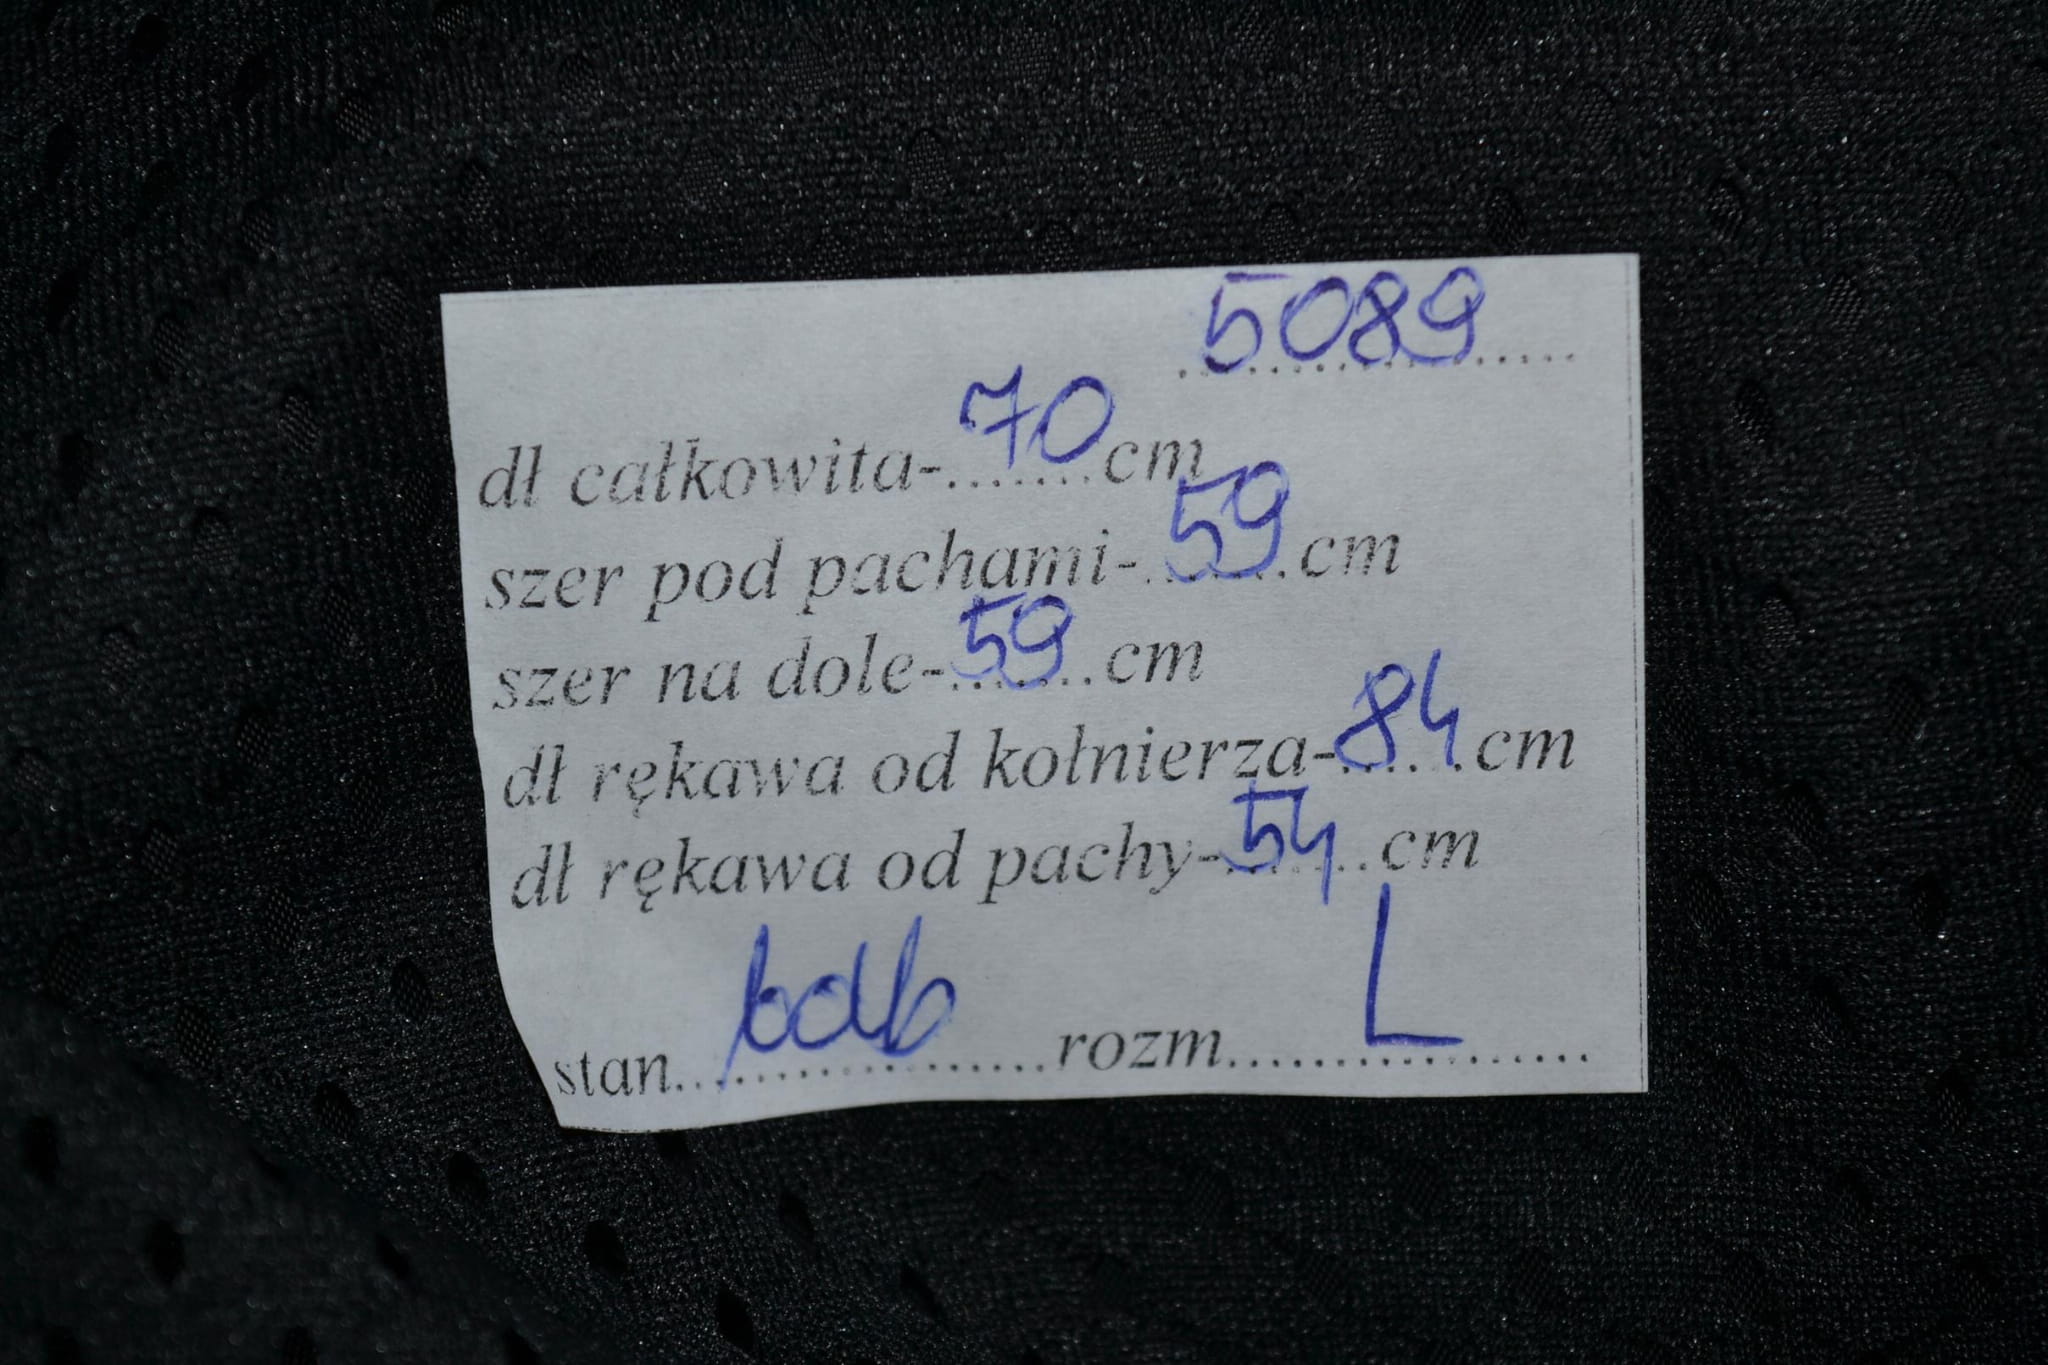 5089
dł całkowita-70cm
szer pod pachami-59cm
szer na dole-59cm
dł rękawa od kołnierza-84cm
dł rękawa od pachy-54cm
stan bdb rozm L